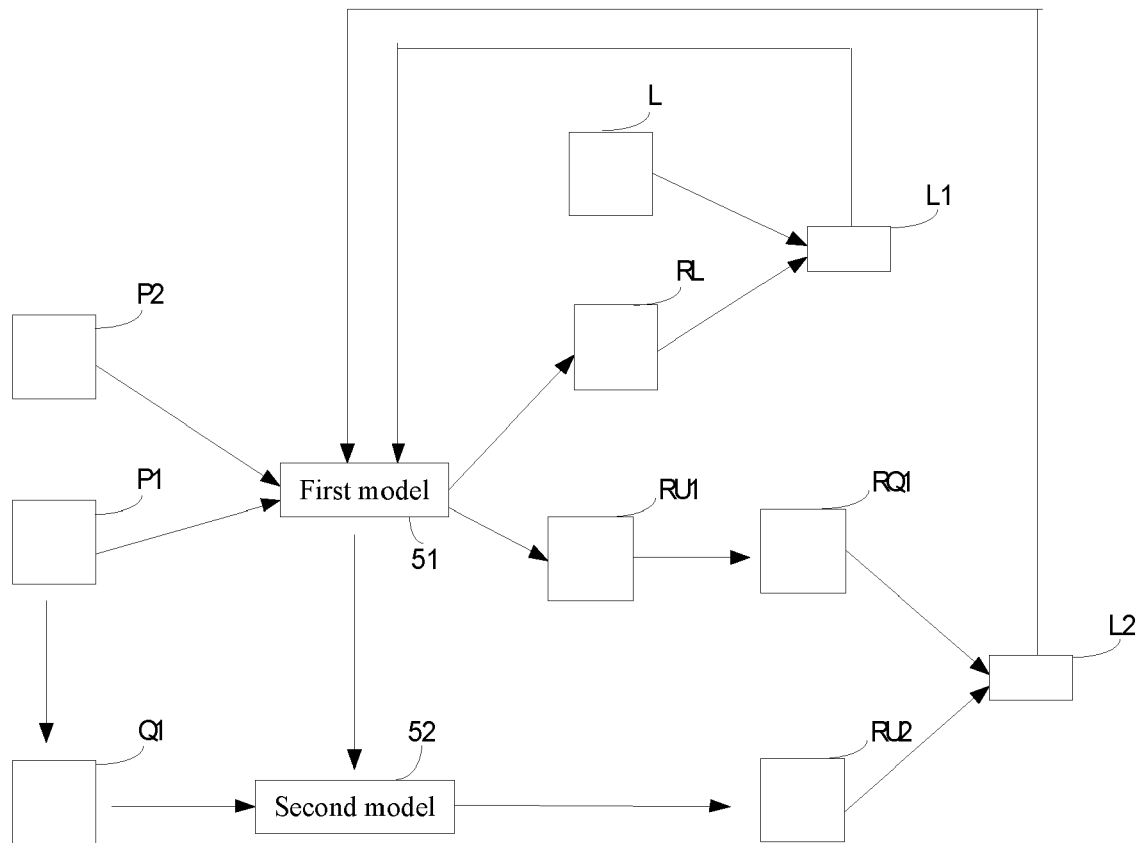 L
L1
RL
P2
P1
First model
51
RU1
RQ1
L2
Q1
52
Second model
RU2